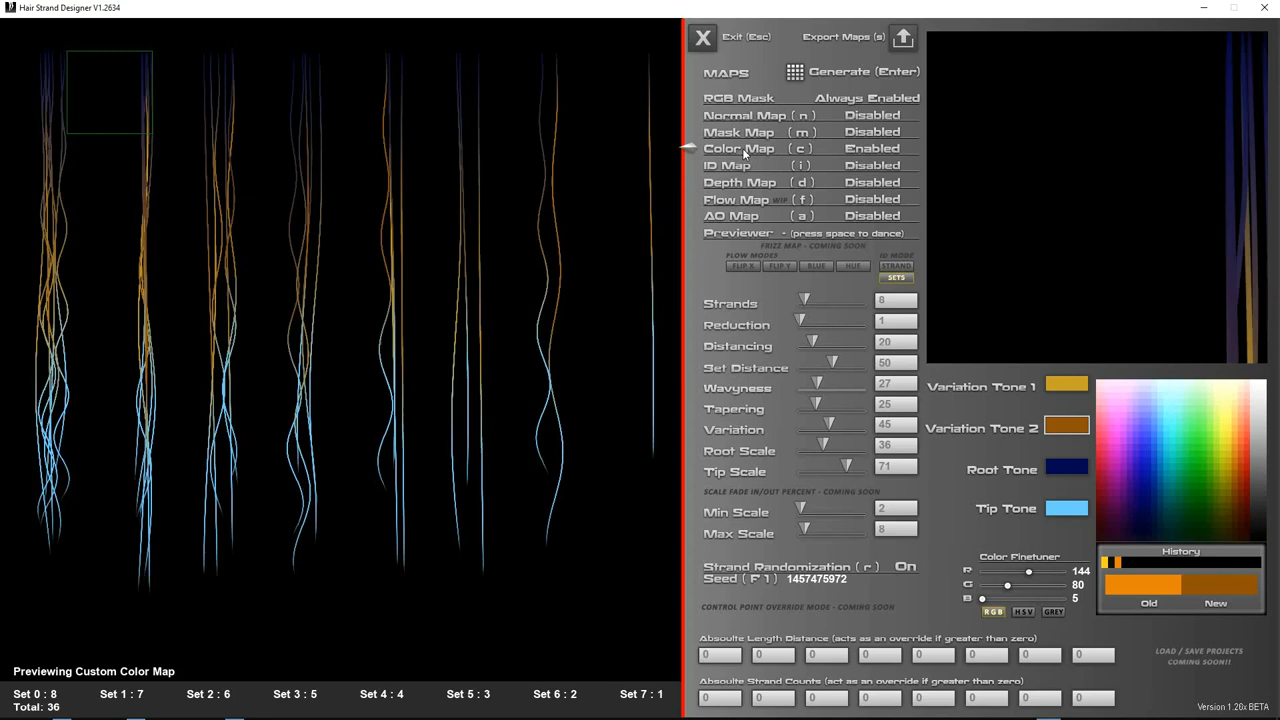 Hair Strand Designer V1.2634
X
Exit (Esc)
Export Maps (s)
MAPS
Generate (Enter)
RGB Mask Always Enabled
Normal Map ( n ) Disabled
Mask Map ( m ) Disabled
Color Map ( c ) Enabled
ID Map ( i ) Disabled
Depth Map ( d ) Disabled
Flow Map WIP ( f ) Disabled
AO Map ( a ) Disabled
Previewer - (press space to dance)
FRIZZ MAP - COMING SOON
FLOW MODES
ID MODE
FLIP X FLIP Y BLUE HUF STRAND
SETS
Strands 8
Reduction 1
Distancing 20
Set Distance 50
Wavyness 27
Tapering 25
Variation 45
Root Scale 36
Tip Scale 71
SCALE FADE IN/OUT PERCENT - COMING SOON
Min Scale 2
Max Scale 8
Strand Randomization ( r ) On
Seed ( F1 ) 1457475972
CONTROL POINT OVERRIDE MODE - COMING SOON
Variation Tone 1
Variation Tone 2
Root Tone
Tip Tone
Color Finetuner
R 144
G 80
B 5
RGB HSV GREY
History
Old New
Absoulte Length Distance (acts as an override if greater than zero)
0 0 0 0 0 0 0 0
Absoulte Strand Counts (act as an override if greater than zero)
0 0 0 0 0 0 0 0
LOAD / SAVE PROJECTS
COMING SOON!!
Version 1.26x BETA
Previewing Custom Color Map
Set 0 : 8 Set 1 : 7 Set 2 : 6 Set 3 : 5 Set 4 : 4 Set 5 : 3 Set 6 : 2 Set 7 : 1
Total: 36